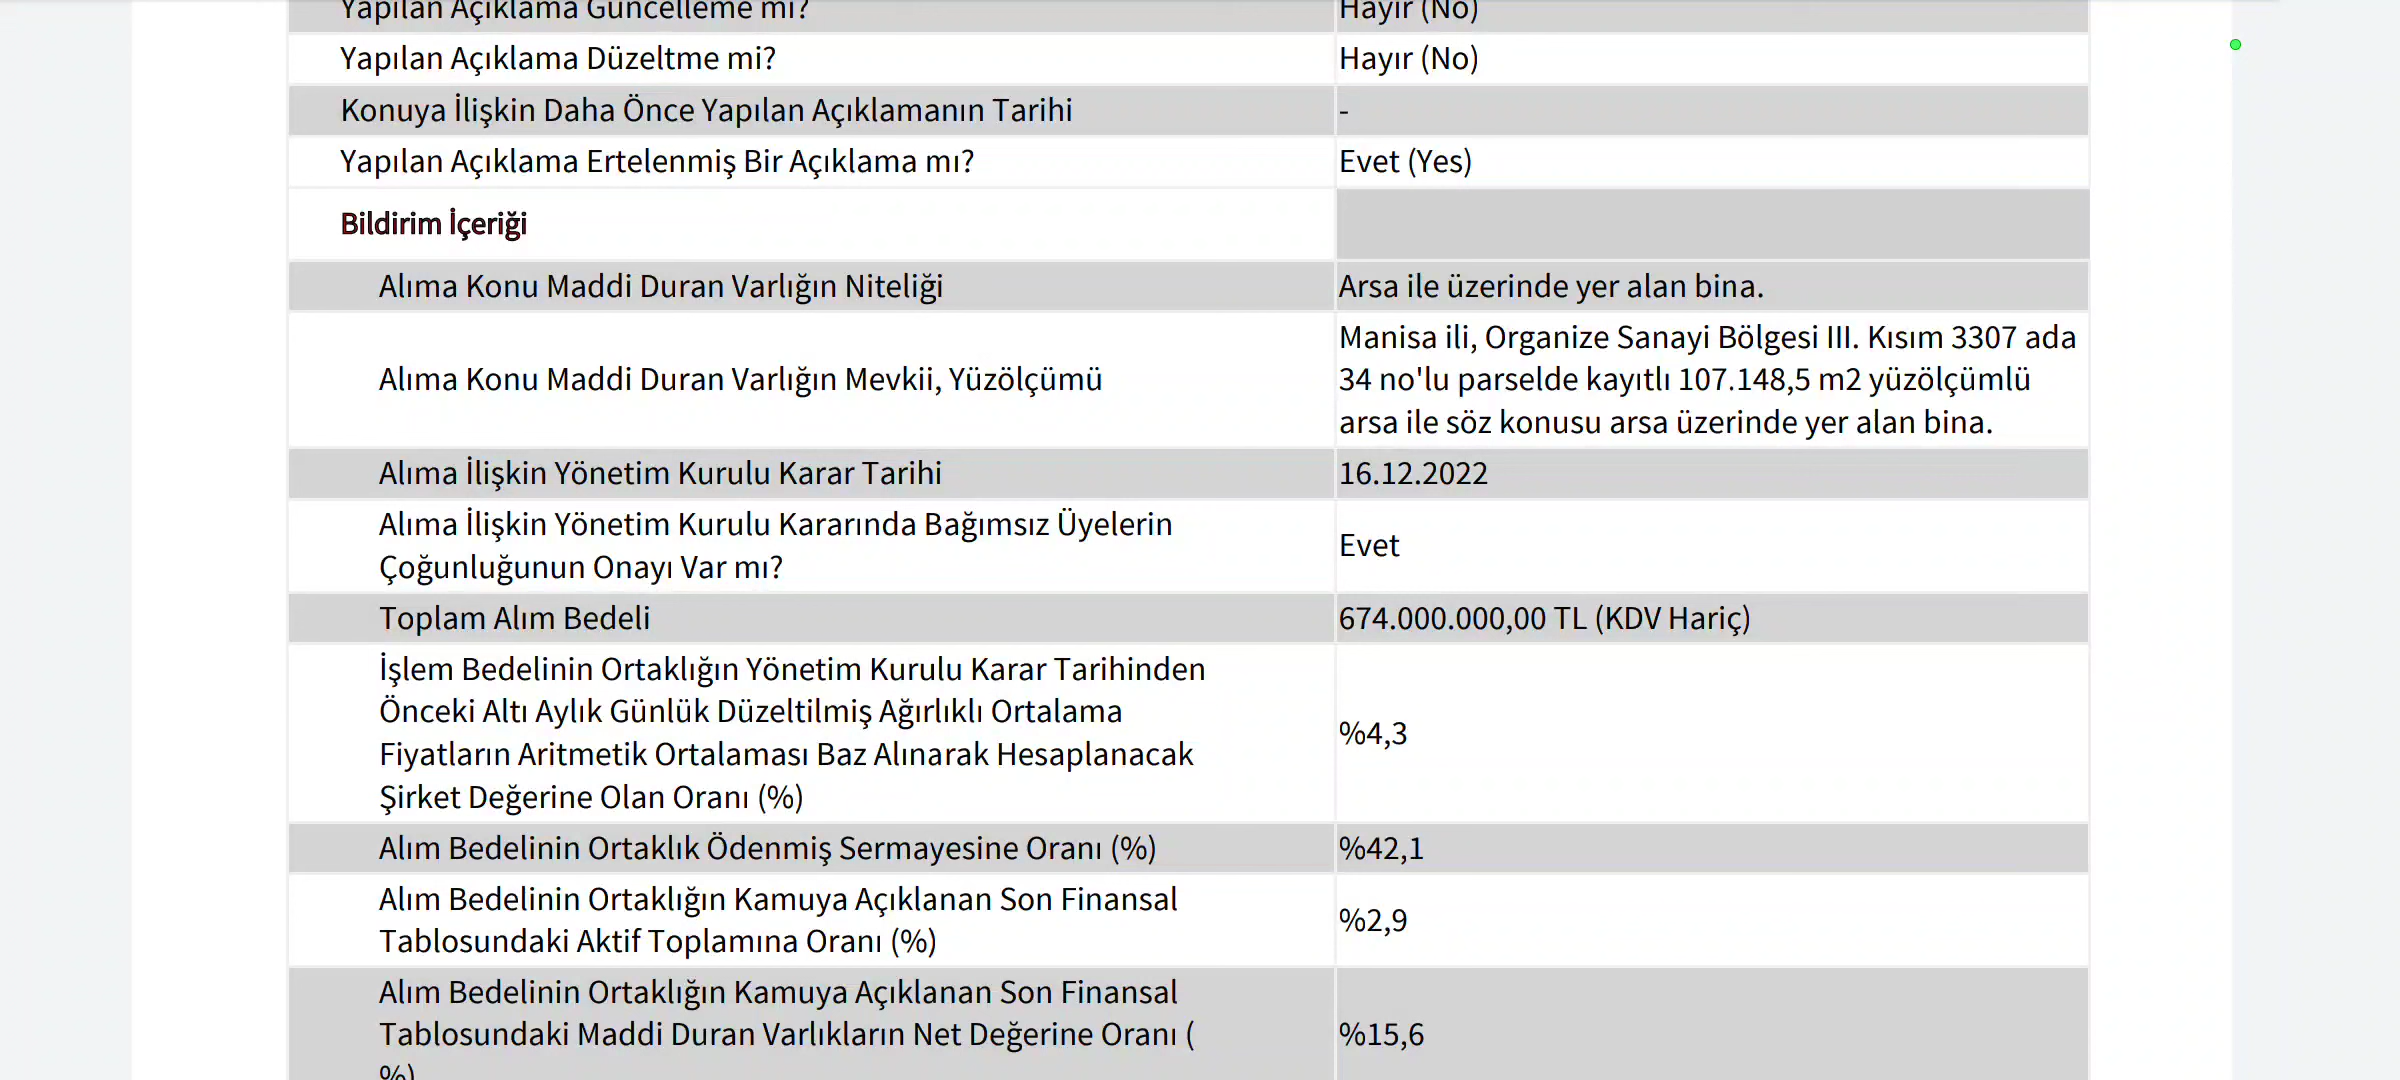 Yapılan Açıklama Güncelleme mi?
Hayır (No)
Yapılan Açıklama Düzeltme mi?
Hayır (No)
Konuya İlişkin Daha Önce Yapılan Açıklamanın Tarihi
-
Yapılan Açıklama Ertelenmiş Bir Açıklama mı?
Evet (Yes)
Bildirim İçeriği
Alıma Konu Maddi Duran Varlığın Niteliği
Arsa ile üzerinde yer alan bina.
Alıma Konu Maddi Duran Varlığın Mevkii, Yüzölçümü
Manisa ili, Organize Sanayi Bölgesi III. Kısım 3307 ada
34 no'lu parselde kayıtlı 107.148,5 m2 yüzölçümlü
arsa ile söz konusu arsa üzerinde yer alan bina.
Alıma İlişkin Yönetim Kurulu Karar Tarihi
16.12.2022
Alıma İlişkin Yönetim Kurulu Kararında Bağımsız Üyelerin
Çoğunluğunun Onayı Var mı?
Evet
Toplam Alım Bedeli
674.000.000,00 TL (KDV Hariç)
İşlem Bedelinin Ortaklığın Yönetim Kurulu Karar Tarihinden
Önceki Altı Aylık Günlük Düzeltilmiş Ağırlıklı Ortalama
Fiyatların Aritmetik Ortalaması Baz Alınarak Hesaplanacak
Şirket Değerine Olan Oranı (%)
%4,3
Alım Bedelinin Ortaklık Ödenmiş Sermayesine Oranı (%)
%42,1
Alım Bedelinin Ortaklığın Kamuya Açıklanan Son Finansal
Tablosundaki Aktif Toplamına Oranı (%)
%2,9
Alım Bedelinin Ortaklığın Kamuya Açıklanan Son Finansal
Tablosundaki Maddi Duran Varlıkların Net Değerine Oranı (
%)
%15,6